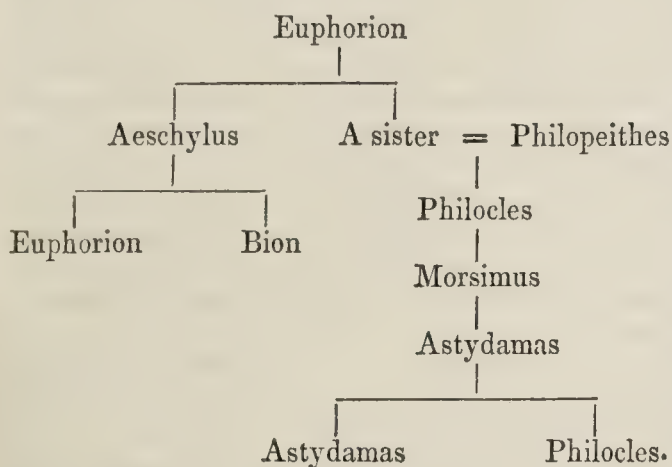 Euphorion
Aeschylus A sister = Philopeithes
Euphorion Bion Philocles
Morsimus
Astydamas
Astydamas Philocles.